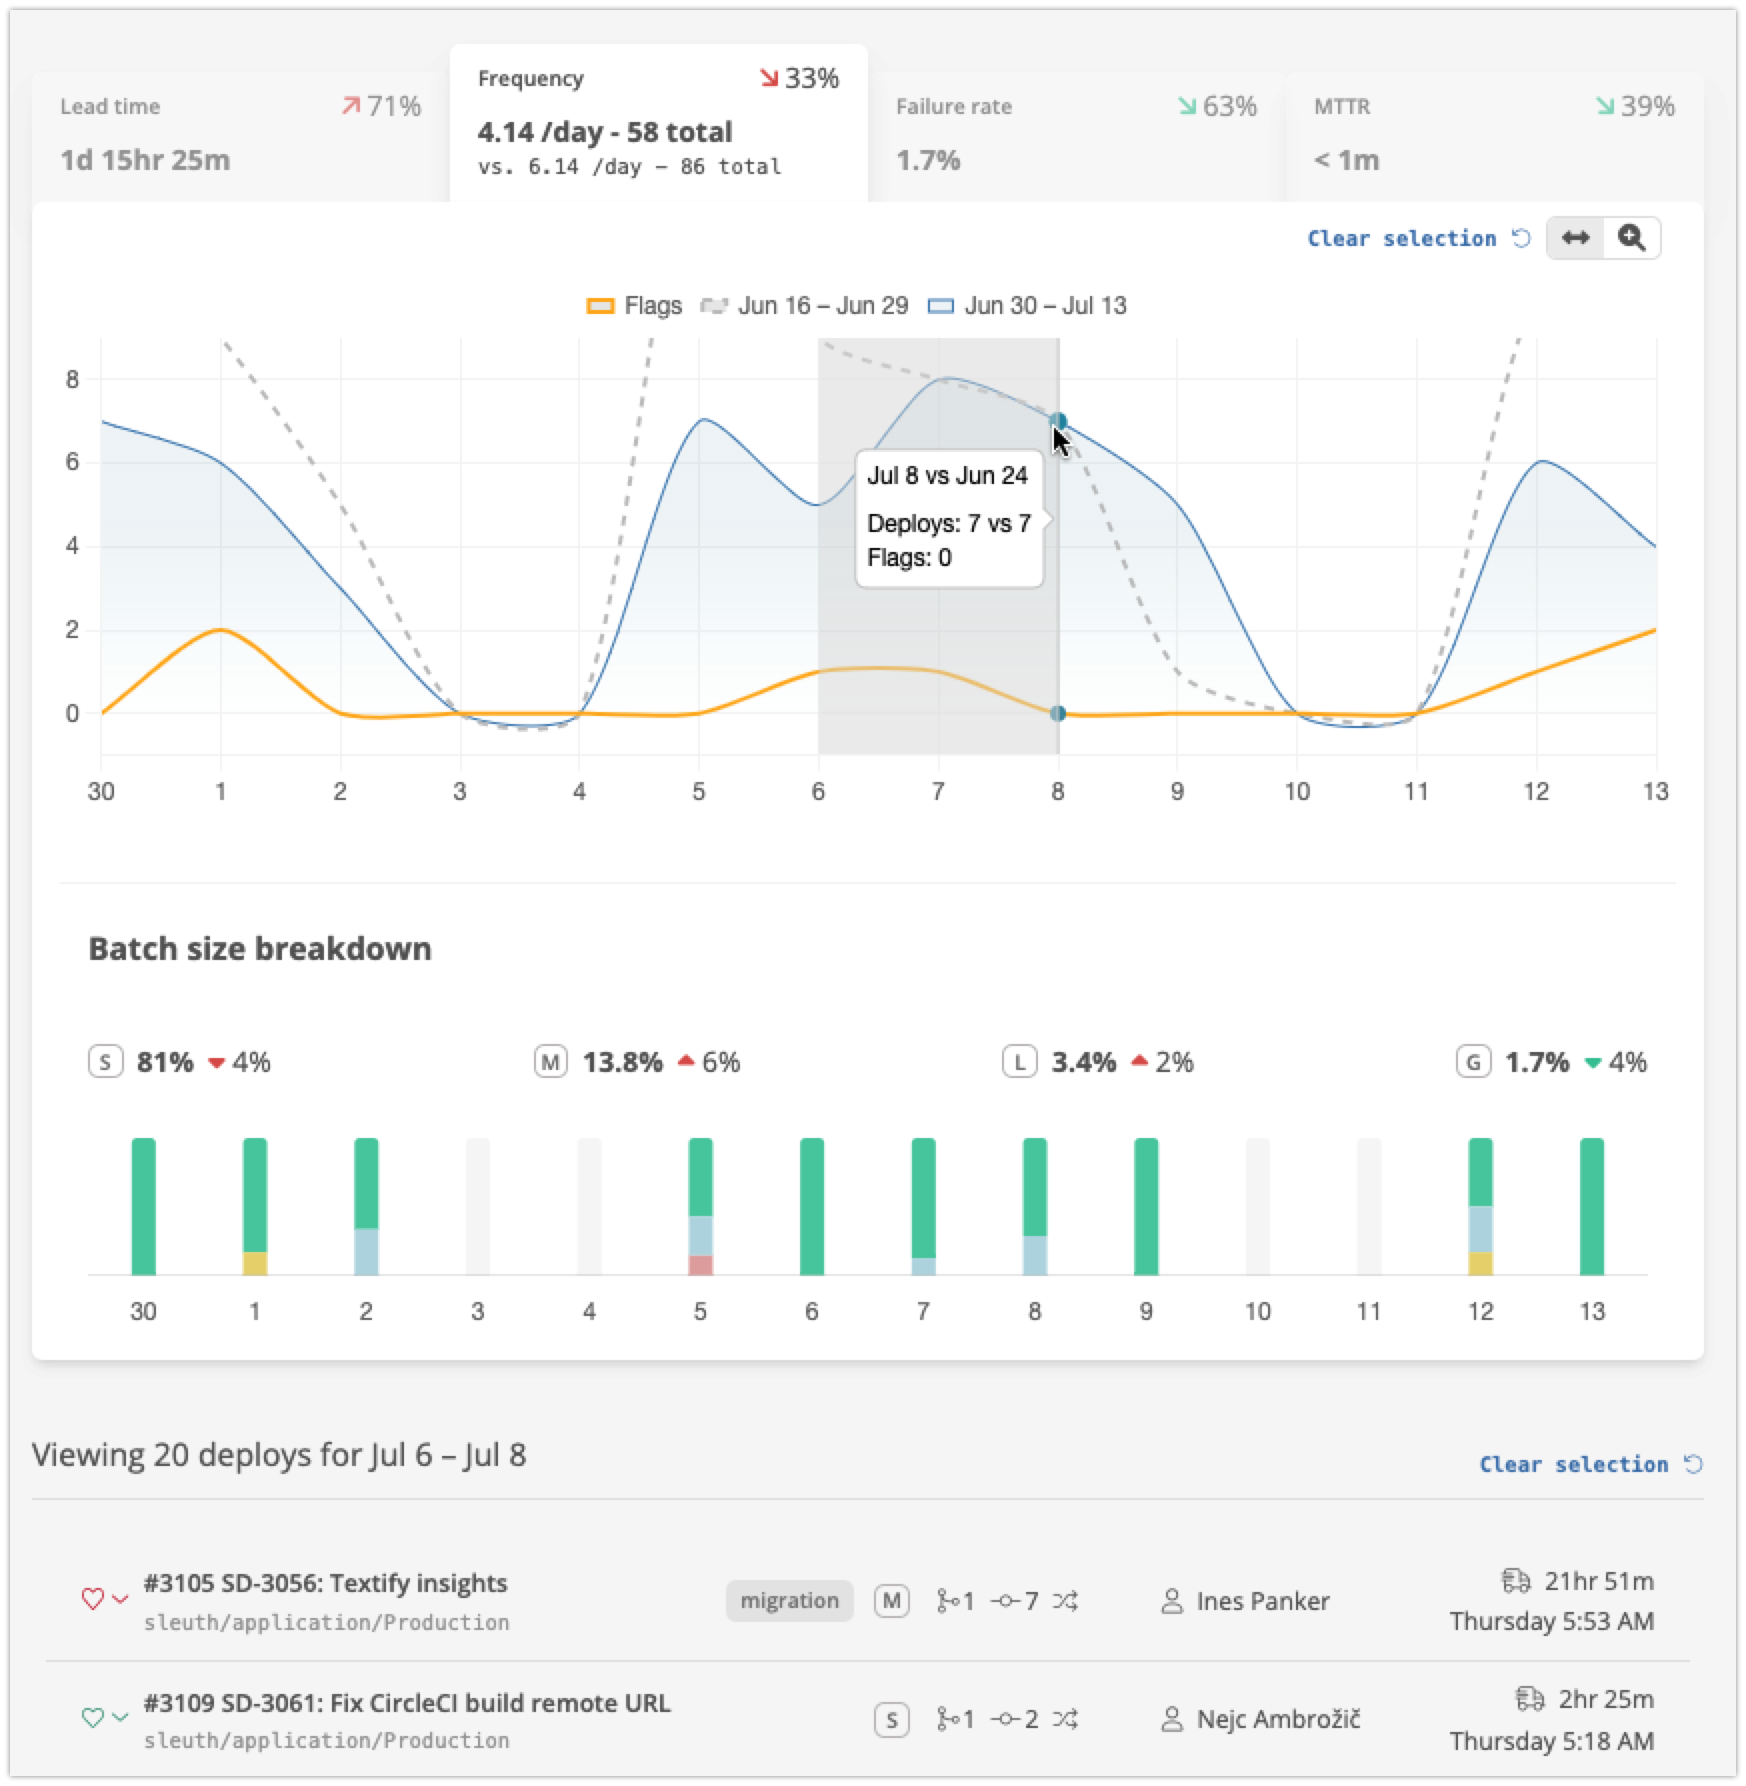 Lead time 71%
1d 15hr 25m
Frequency 33%
4.14 /day - 58 total
vs. 6.14 /day – 86 total
Failure rate 63%
1.7%
MTTR 39%
< 1m
Clear selection
Flags Jun 16 – Jun 29 Jun 30 – Jul 13
8
6
4
2
0
Jul 8 vs Jun 24
Deploys: 7 vs 7
Flags: 0
30 1 2 3 4 5 6 7 8 9 10 11 12 13
Batch size breakdown
S 81% 4% M 13.8% 6% L 3.4% 2% G 1.7% 4%
30 1 2 3 4 5 6 7 8 9 10 11 12 13
Viewing 20 deploys for Jul 6 – Jul 8
Clear selection
#3105 SD-3056: Textify insights
sleuth/application/Production
migration M 1 7 Ines Panker
21hr 51m
Thursday 5:53 AM
#3109 SD-3061: Fix CircleCI build remote URL
sleuth/application/Production
S 1 2 Nejc Ambrožič
2hr 25m
Thursday 5:18 AM